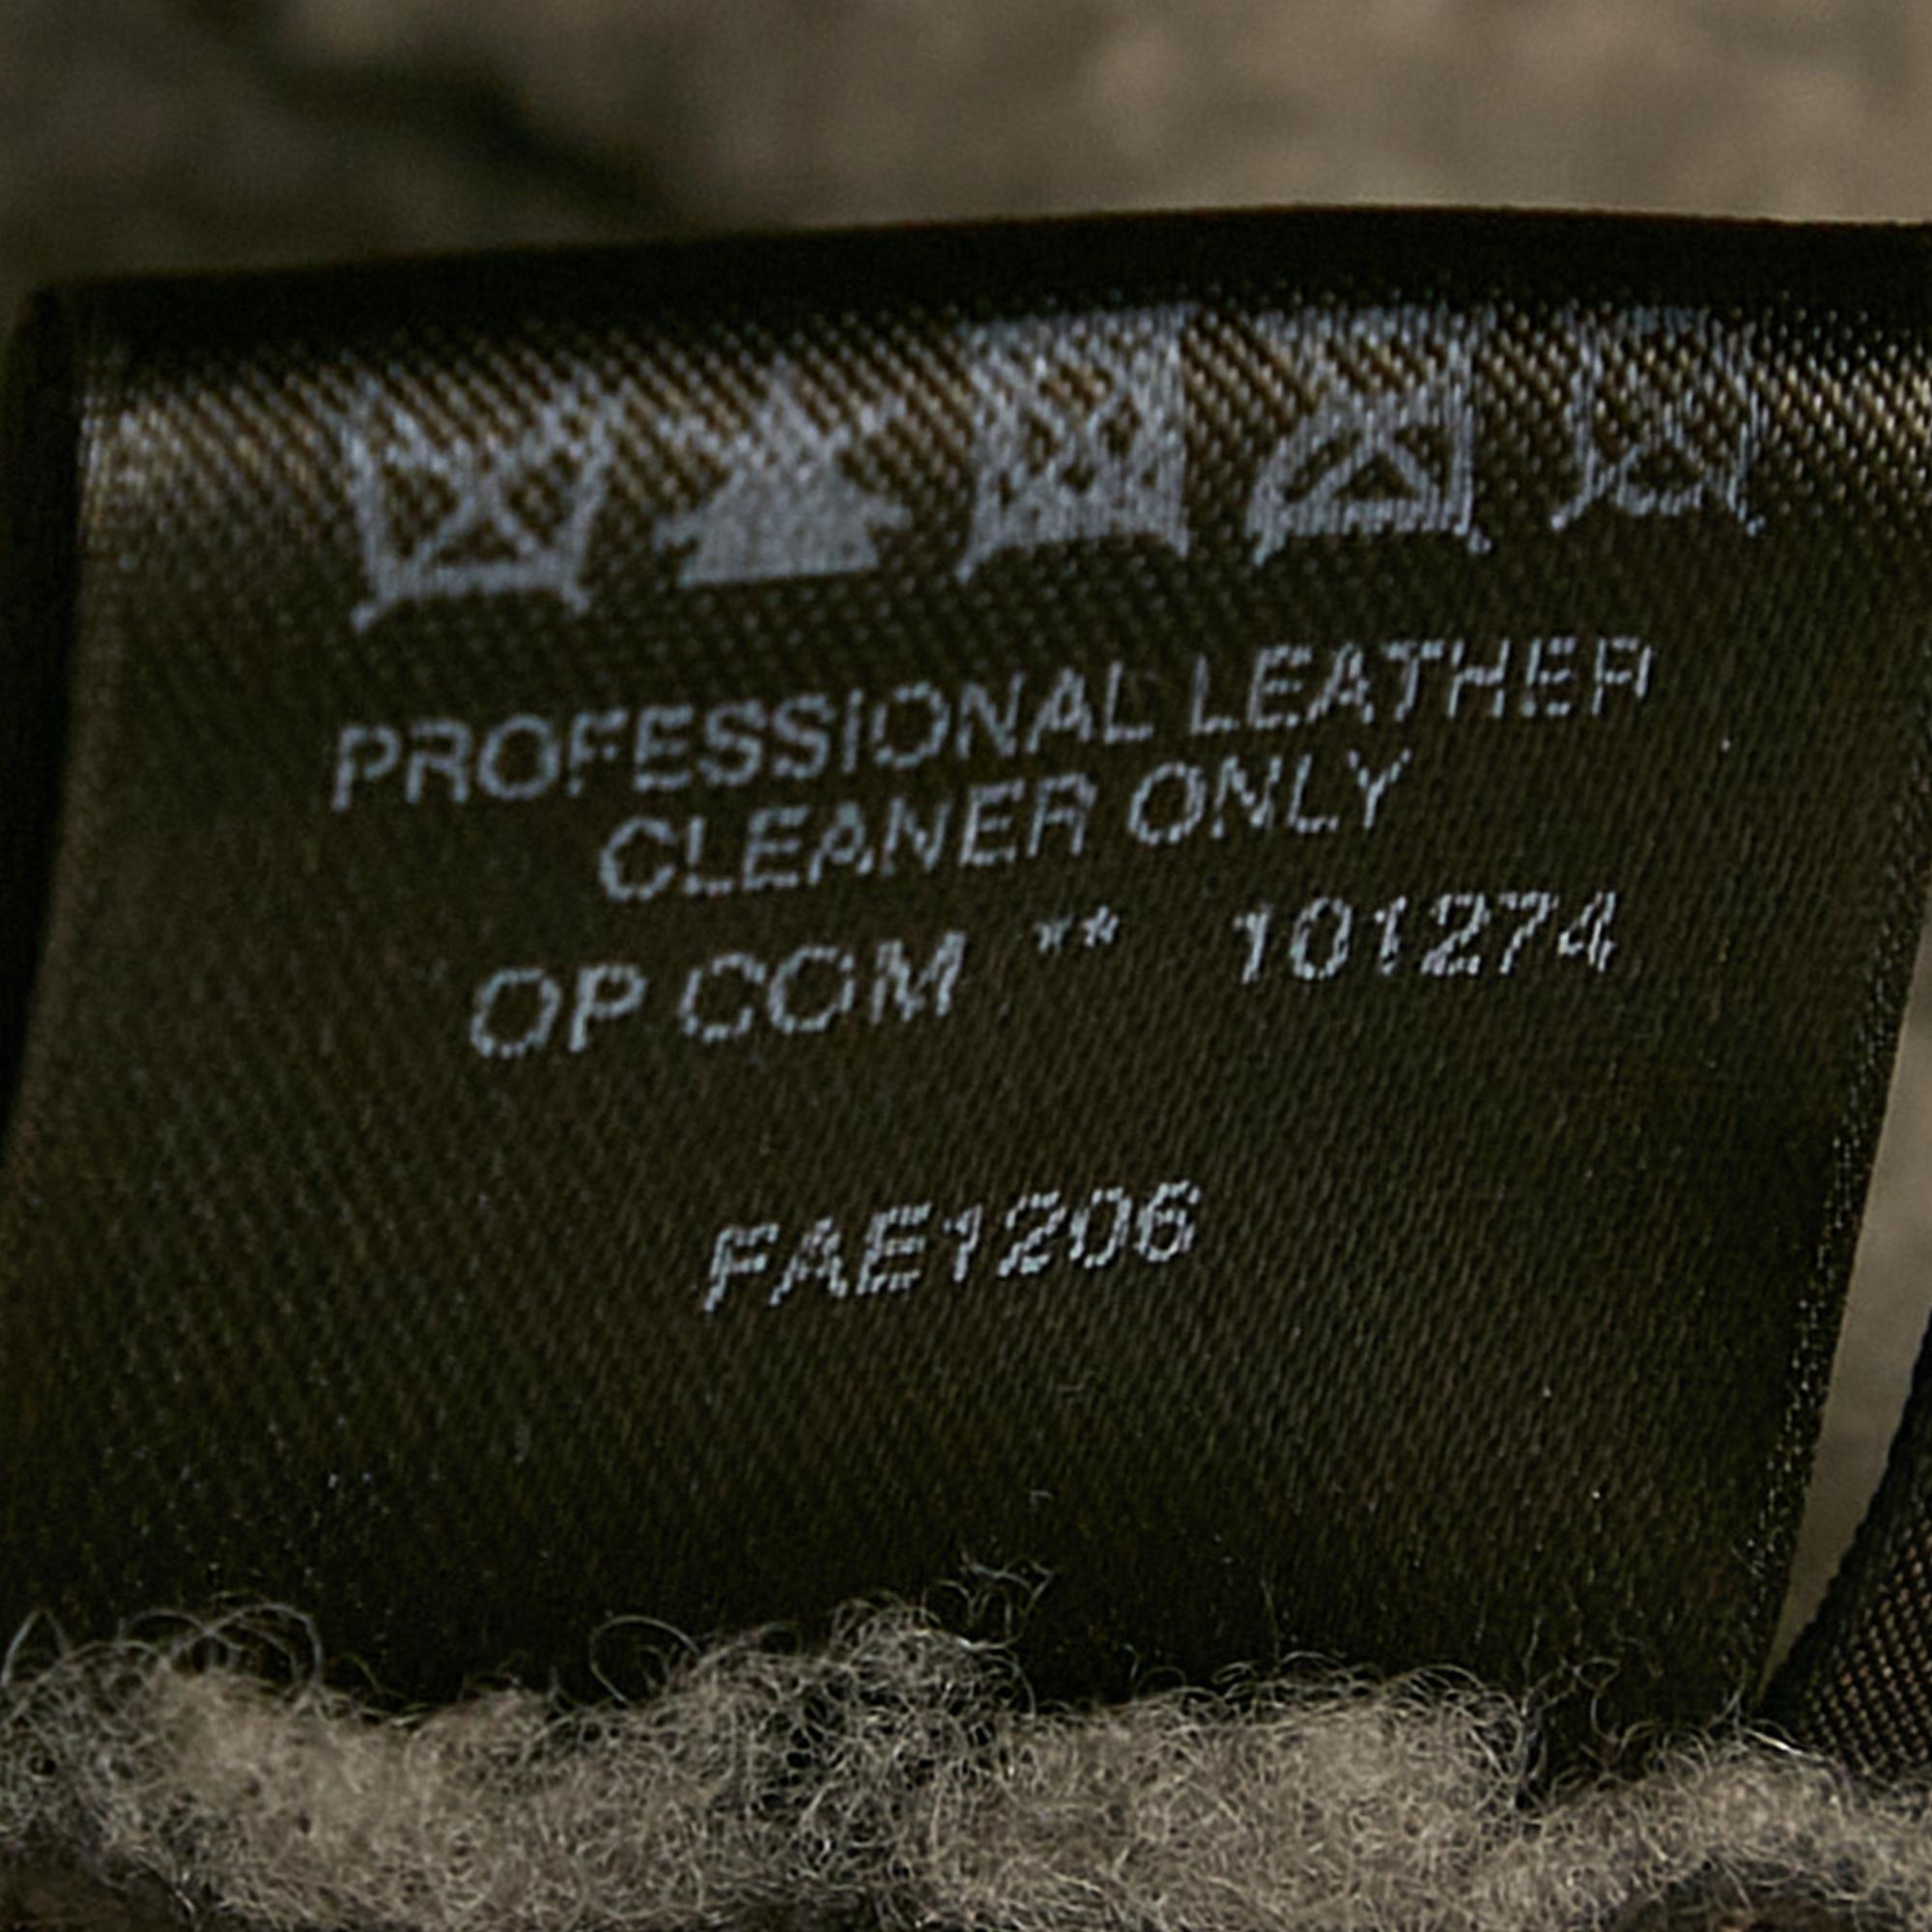 PROFESSIONAL LEATHER
CLEANER ONLY
OP COM ** 101274
FAE1206